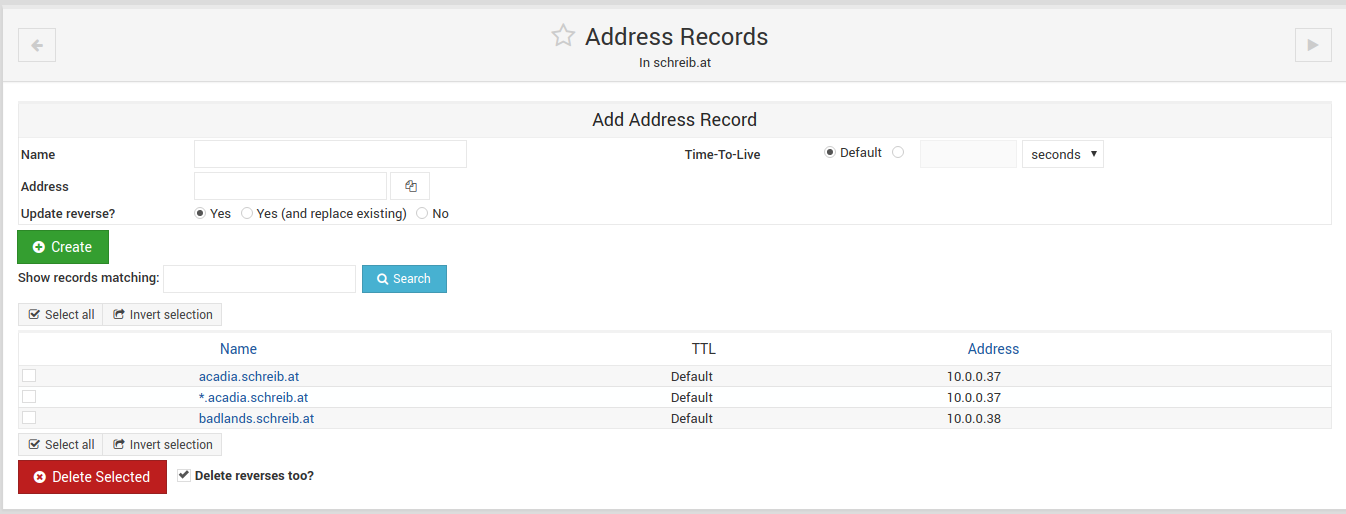 Address Records
In schreib.at
Add Address Record
Name Time-To-Live Default seconds
Address
Update reverse? Yes Yes (and replace existing) No
Create
Show records matching: Search
Select all Invert selection
Name TTL Address
acadia.schreib.at Default 10.0.0.37
*.acadia.schreib.at Default 10.0.0.37
badlands.schreib.at Default 10.0.0.38
Select all Invert selection
Delete Selected Delete reverses too?